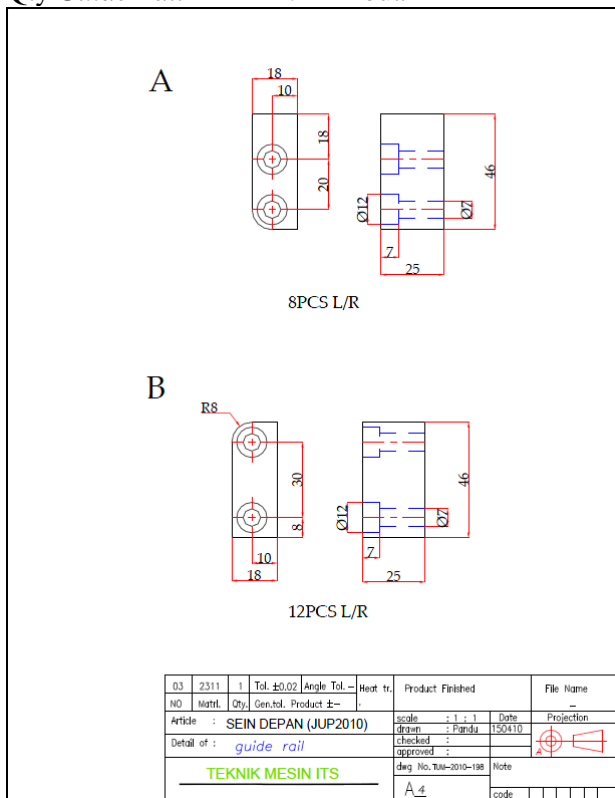 A
18
10
18
20
46
Ø12
Ø7
7
25
8PCS L/R
B
R8
30
8
46
Ø12
Ø7
10
18
7
25
12PCS L/R
03 2311 1 Tol. ±0.02 Angle Tol. – Heat tr. Product Finished File Name
NO Matrl. Qty. Gen.tol. Product ±– . –
Article : SEIN DEPAN (JUP2010) scale : 1 : 1 Date Projection
drawn : Pandu 150410
Detail of : guide rail checked :
approved : A
TEKNIK MESIN ITS dwg No. TUM-2010-198 Note
A4 code